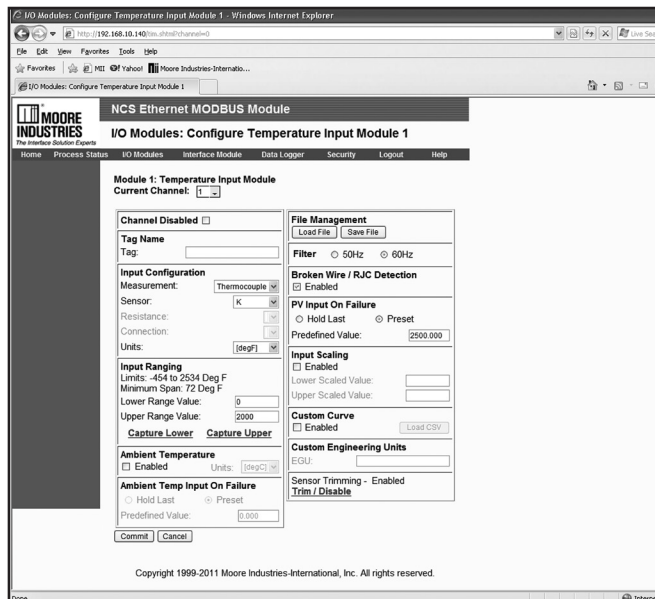 I/O Modules: Configure Temperature Input Module 1 - Windows Internet Explorer
http://192.168.10.140/tim.shtml?channel=0
Live Sea
File Edit View Favorites Tools Help
Favorites MII Yahoo! Moore Industries-Internatio...
I/O Modules: Configure Temperature Input Module 1
MOORE INDUSTRIES
The Interface Solution Experts
NCS Ethernet MODBUS Module
I/O Modules: Configure Temperature Input Module 1
Home Process Status I/O Modules Interface Module Data Logger Security Logout Help
Module 1: Temperature Input Module
Current Channel: 1
Channel Disabled
Tag Name
Tag:
Input Configuration
Measurement: Thermocouple
Sensor: K
Resistance:
Connection:
Units: [degF]
Input Ranging
Limits: -454 to 2534 Deg F
Minimum Span: 72 Deg F
Lower Range Value: 0
Upper Range Value: 2000
Capture Lower Capture Upper
Ambient Temperature
Enabled Units: [degC]
Ambient Temp Input On Failure
Hold Last Preset
Predefined Value: 0.000
Commit Cancel
File Management
Load File Save File
Filter 50Hz 60Hz
Broken Wire / RJC Detection
Enabled
PV Input On Failure
Hold Last Preset
Predefined Value: 2500.000
Input Scaling
Enabled
Lower Scaled Value:
Upper Scaled Value:
Custom Curve
Enabled Load CSV
Custom Engineering Units
EGU:
Sensor Trimming - Enabled
Trim / Disable
Copyright 1999-2011 Moore Industries-International, Inc. All rights reserved.
Done